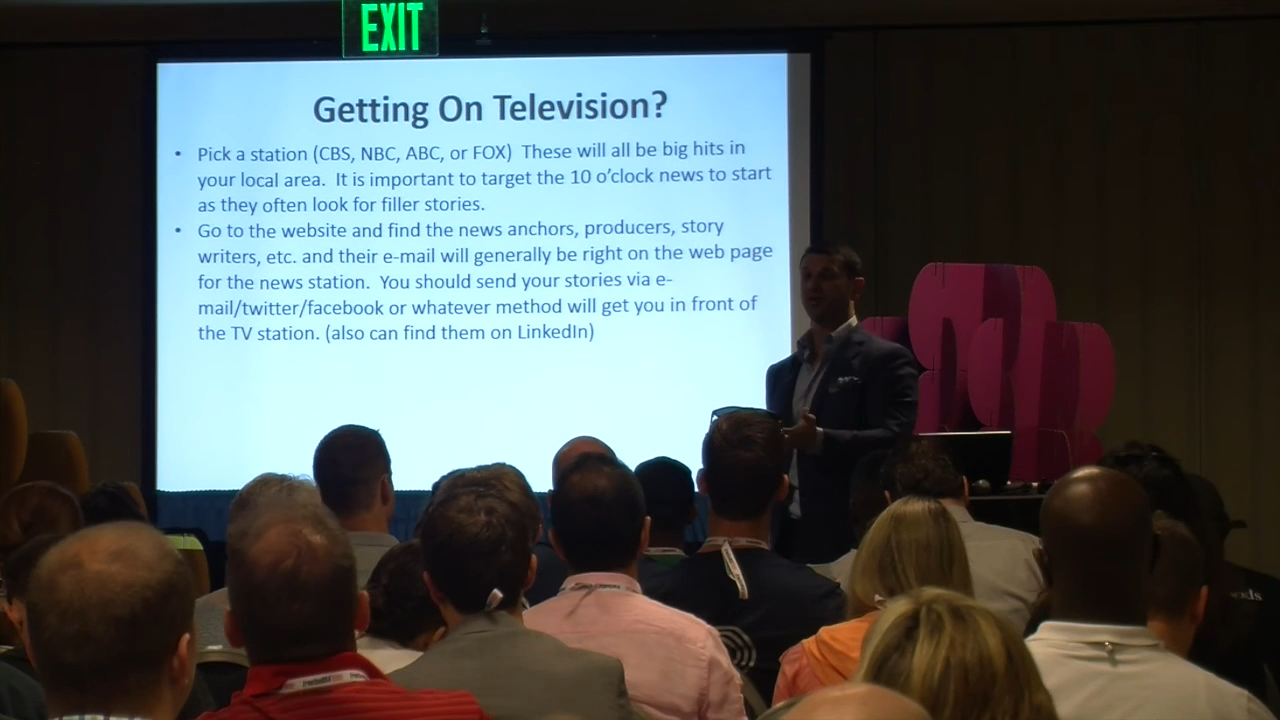 EXIT
Getting On Television?
• Pick a station (CBS, NBC, ABC, or FOX)  These will all be big hits in
your local area.  It is important to target the 10 o'clock news to start
as they often look for filler stories.
• Go to the website and find the news anchors, producers, story
writers, etc. and their e-mail will generally be right on the web page
for the news station.  You should send your stories via e-
mail/twitter/facebook or whatever method will get you in front of
the TV station. (also can find them on LinkedIn)